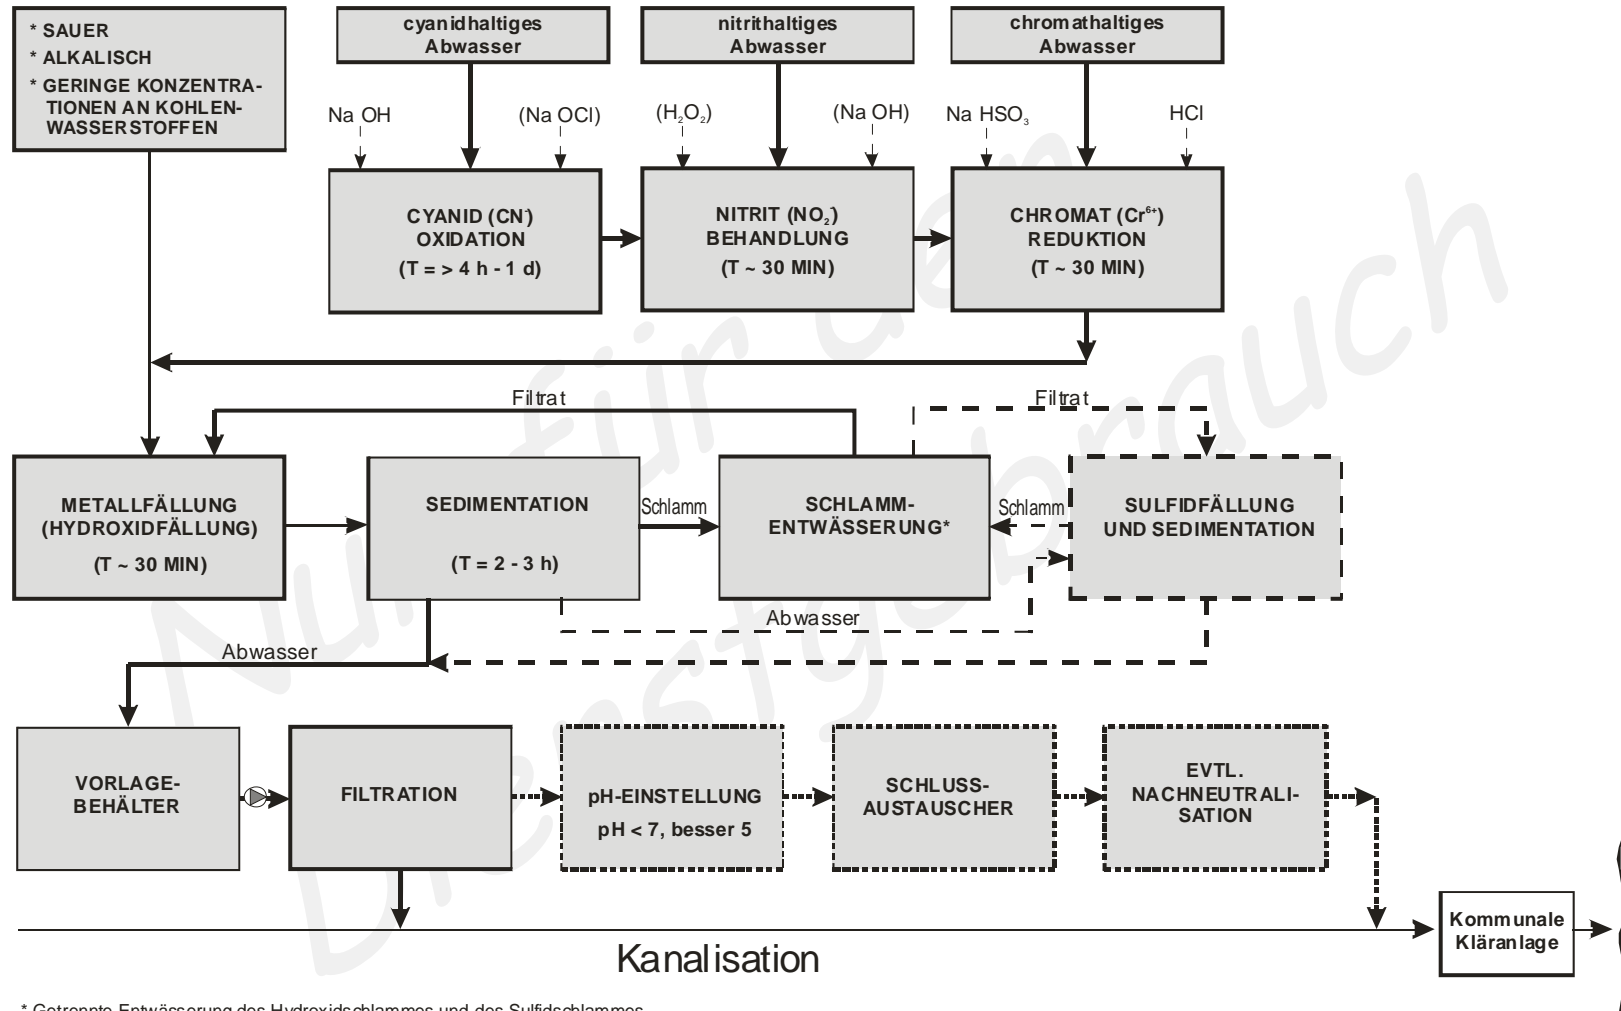 * SAUER
* ALKALISCH
* GERINGE KONZENTRA-
TIONEN AN KOHLEN-
WASSERSTOFFEN
cyanidhaltiges
Abwasser
nitrithaltiges
Abwasser
chromathaltiges
Abwasser
Na OH
(Na OCl)
(H₂O₂)
(Na OH)
Na HSO₃
HCl
CYANID (CN⁻)
OXIDATION
(T = > 4 h - 1 d)
NITRIT (NO₂⁻)
BEHANDLUNG
(T ~ 30 MIN)
CHROMAT (Cr⁶⁺)
REDUKTION
(T ~ 30 MIN)
Filtrat
Filtrat
METALLFÄLLUNG
(HYDROXIDFÄLLUNG)
(T ~ 30 MIN)
SEDIMENTATION
(T = 2 - 3 h)
Schlamm
SCHLAMM-
ENTWÄSSERUNG*
Schlamm
SULFIDFÄLLUNG
UND SEDIMENTATION
Abwasser
Abwasser
VORLAGE-
BEHÄLTER
FILTRATION
pH-EINSTELLUNG
pH < 7, besser 5
SCHLUSS-
AUSTAUSCHER
EVTL.
NACHNEUTRALI-
SATION
Kanalisation
Kommunale
Kläranlage
* Getrennte Entwässerung des Hydroxidschlammes und des Sulfidschlammes
Nur für den
Dienstgebrauch